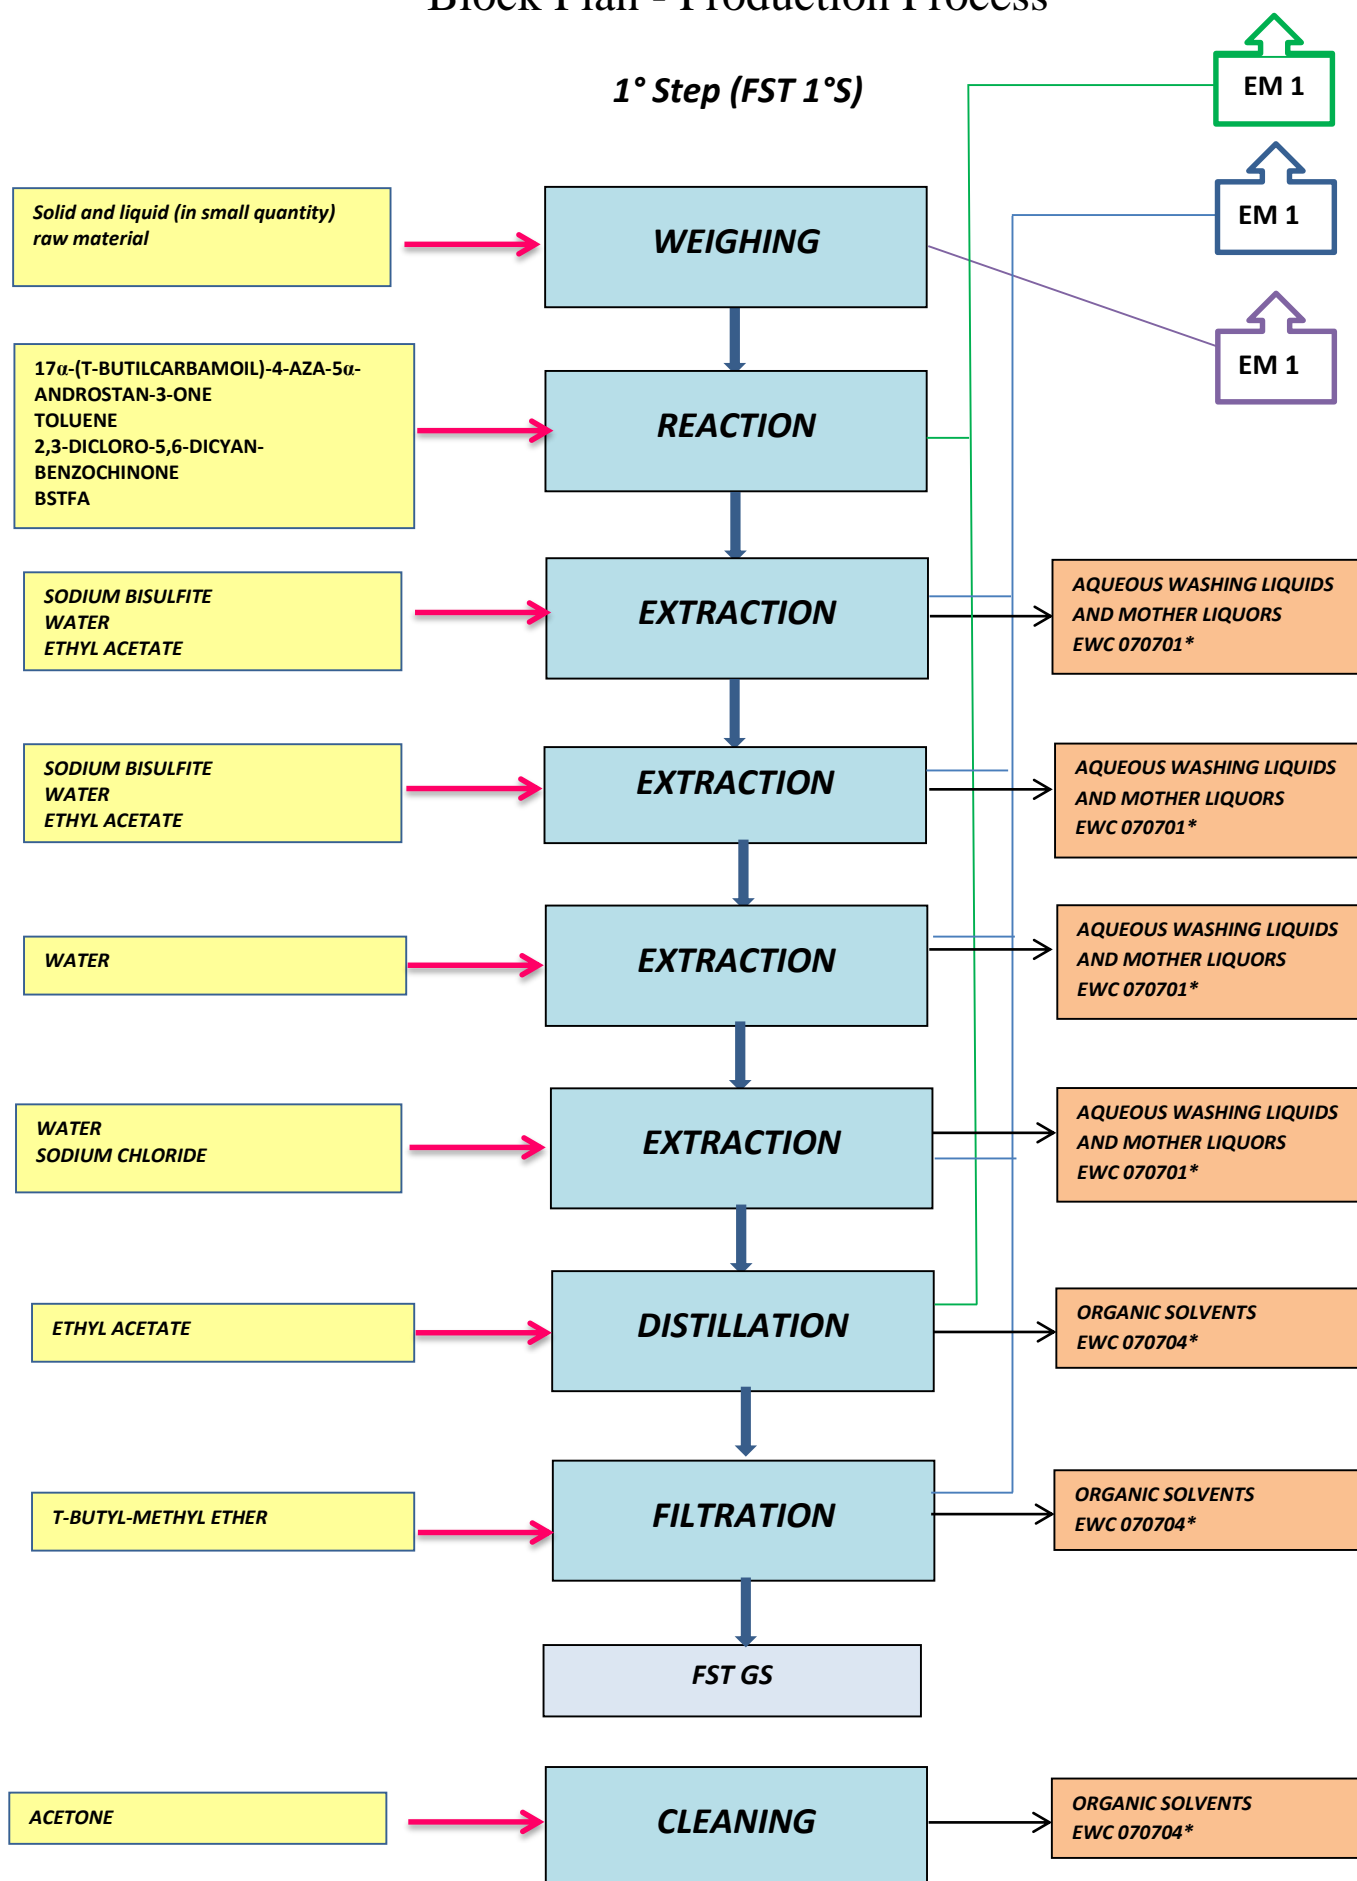 Block Plan - Production Process
1° Step (FST 1°S)
EM 1
EM 1
EM 1
Solid and liquid (in small quantity)
raw material
WEIGHING
17α-(T-BUTILCARBAMOIL)-4-AZA-5α-
ANDROSTAN-3-ONE
TOLUENE
2,3-DICLORO-5,6-DICYAN-
BENZOCHINONE
BSTFA
REACTION
SODIUM BISULFITE
WATER
ETHYL ACETATE
EXTRACTION
AQUEOUS WASHING LIQUIDS
AND MOTHER LIQUORS
EWC 070701*
SODIUM BISULFITE
WATER
ETHYL ACETATE
EXTRACTION
AQUEOUS WASHING LIQUIDS
AND MOTHER LIQUORS
EWC 070701*
WATER
EXTRACTION
AQUEOUS WASHING LIQUIDS
AND MOTHER LIQUORS
EWC 070701*
WATER
SODIUM CHLORIDE
EXTRACTION
AQUEOUS WASHING LIQUIDS
AND MOTHER LIQUORS
EWC 070701*
ETHYL ACETATE
DISTILLATION
ORGANIC SOLVENTS
EWC 070704*
T-BUTYL-METHYL ETHER
FILTRATION
ORGANIC SOLVENTS
EWC 070704*
FST GS
ACETONE
CLEANING
ORGANIC SOLVENTS
EWC 070704*